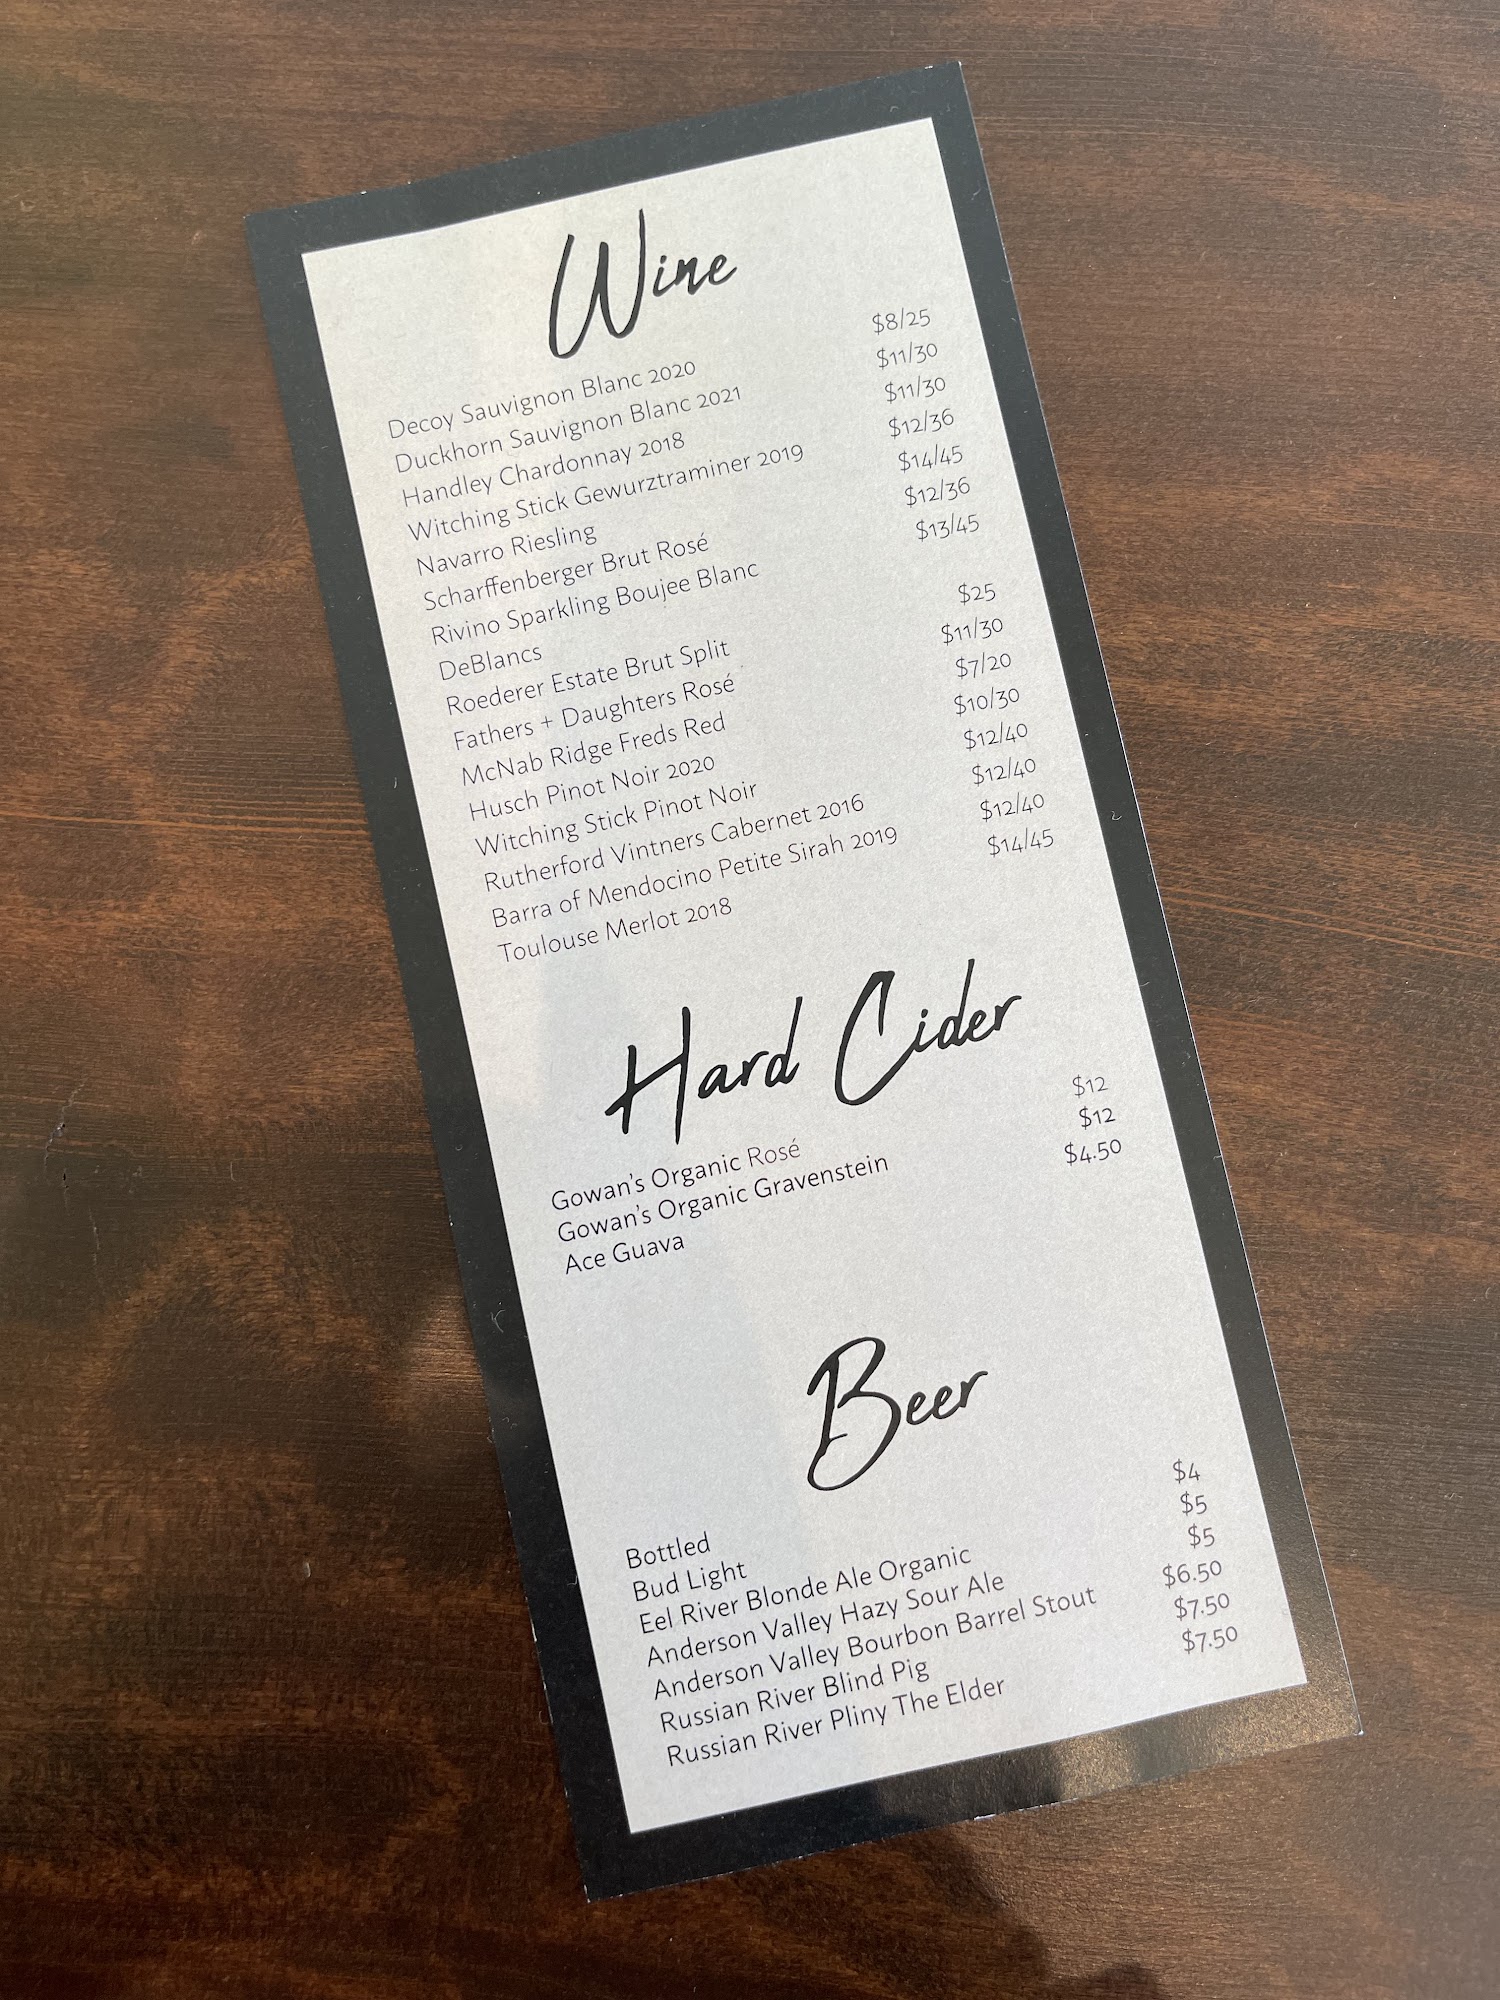 Wine
Decoy Sauvignon Blanc 2020 $8/25
Duckhorn Sauvignon Blanc 2021 $11/30
Handley Chardonnay 2018 $11/30
Witching Stick Gewurztraminer 2019 $12/36
Navarro Riesling $14/45
Scharffenberger Brut Rosé $12/36
Rivino Sparkling Boujee Blanc $13/45
DeBlancs
Roederer Estate Brut Split $25
Fathers + Daughters Rosé $11/30
McNab Ridge Freds Red $7/20
Husch Pinot Noir 2020 $10/30
Witching Stick Pinot Noir $12/40
Rutherford Vintners Cabernet 2016 $12/40
Barra of Mendocino Petite Sirah 2019 $12/40
Toulouse Merlot 2018 $14/45
Hard Cider
Gowan's Organic Rosé $12
Gowan's Organic Gravenstein $12
Ace Guava $4.50
Beer
Bottled
Bud Light $4
Eel River Blonde Ale Organic $5
Anderson Valley Hazy Sour Ale $5
Anderson Valley Bourbon Barrel Stout $6.50
Russian River Blind Pig $7.50
Russian River Pliny The Elder $7.50